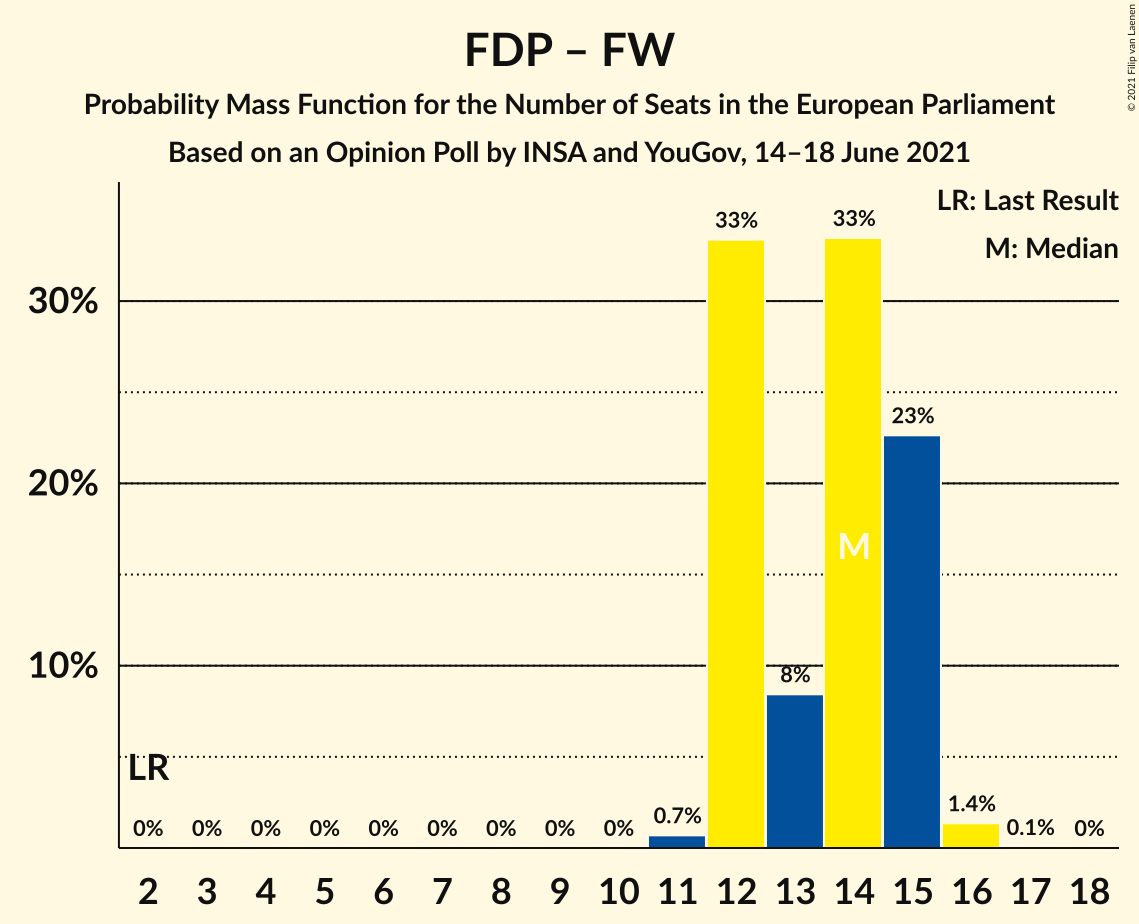 FDP – FW
Probability Mass Function for the Number of Seats in the European Parliament
Based on an Opinion Poll by INSA and YouGov, 14–18 June 2021
© 2021 Filip van Laenen
LR: Last Result
M: Median
33%
33%
30%
23%
20%
M
10%
8%
LR
1.4%
0.7%
0%
0%
0%
0%
0%
0%
0%
0%
0%
0.1%
0%
2 3 4 5 6 7 8 9 10 11 12 13 14 15 16 17 18